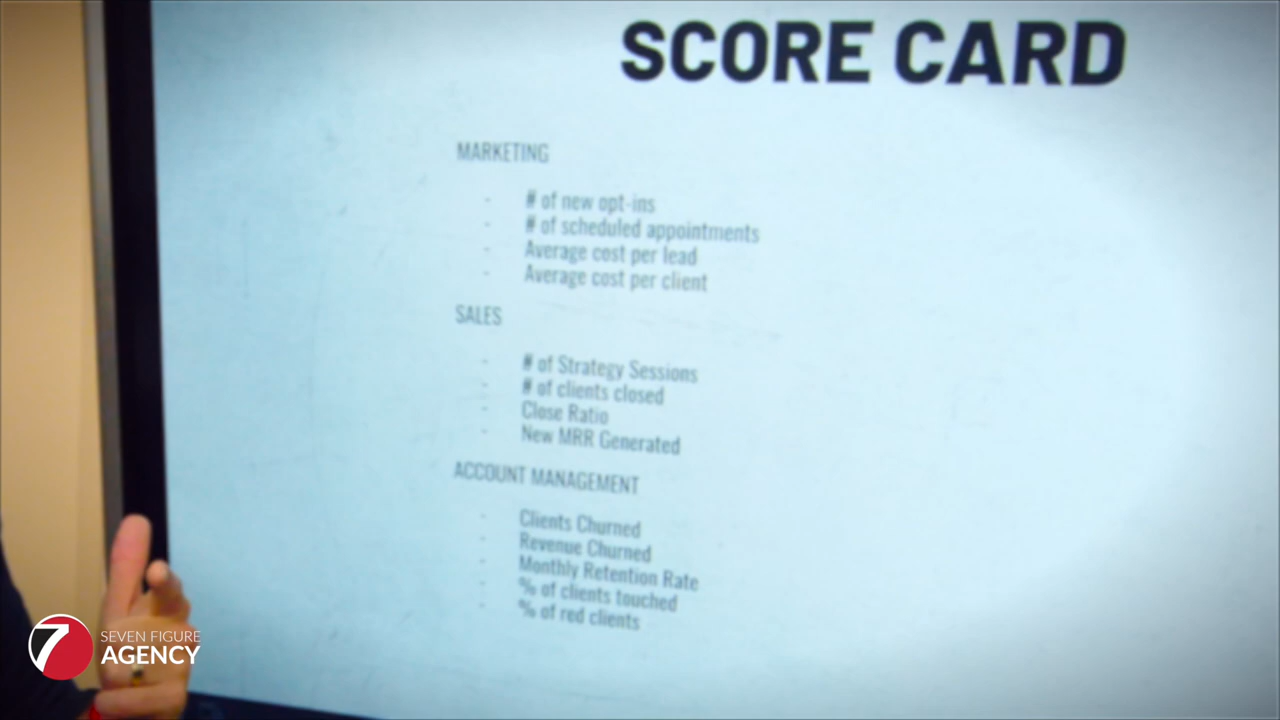 SCORE CARD
MARKETING
- # of new opt-ins
- # of scheduled appointments
- Average cost per lead
- Average cost per client
SALES
- # of Strategy Sessions
- # of clients closed
- Close Ratio
- New MRR Generated
ACCOUNT MANAGEMENT
- Clients Churned
- Revenue Churned
- Monthly Retention Rate
- % of clients touched
- % of red clients
7
SEVEN FIGURE
AGENCY